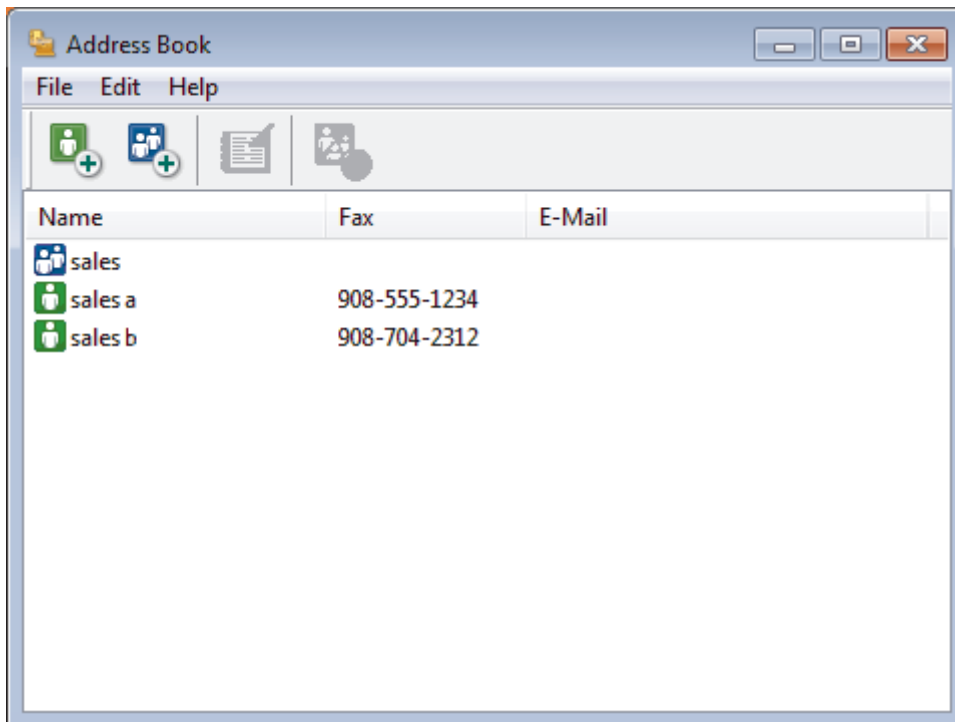 Address Book
File Edit Help
Name Fax E-Mail
sales
sales a 908-555-1234
sales b 908-704-2312